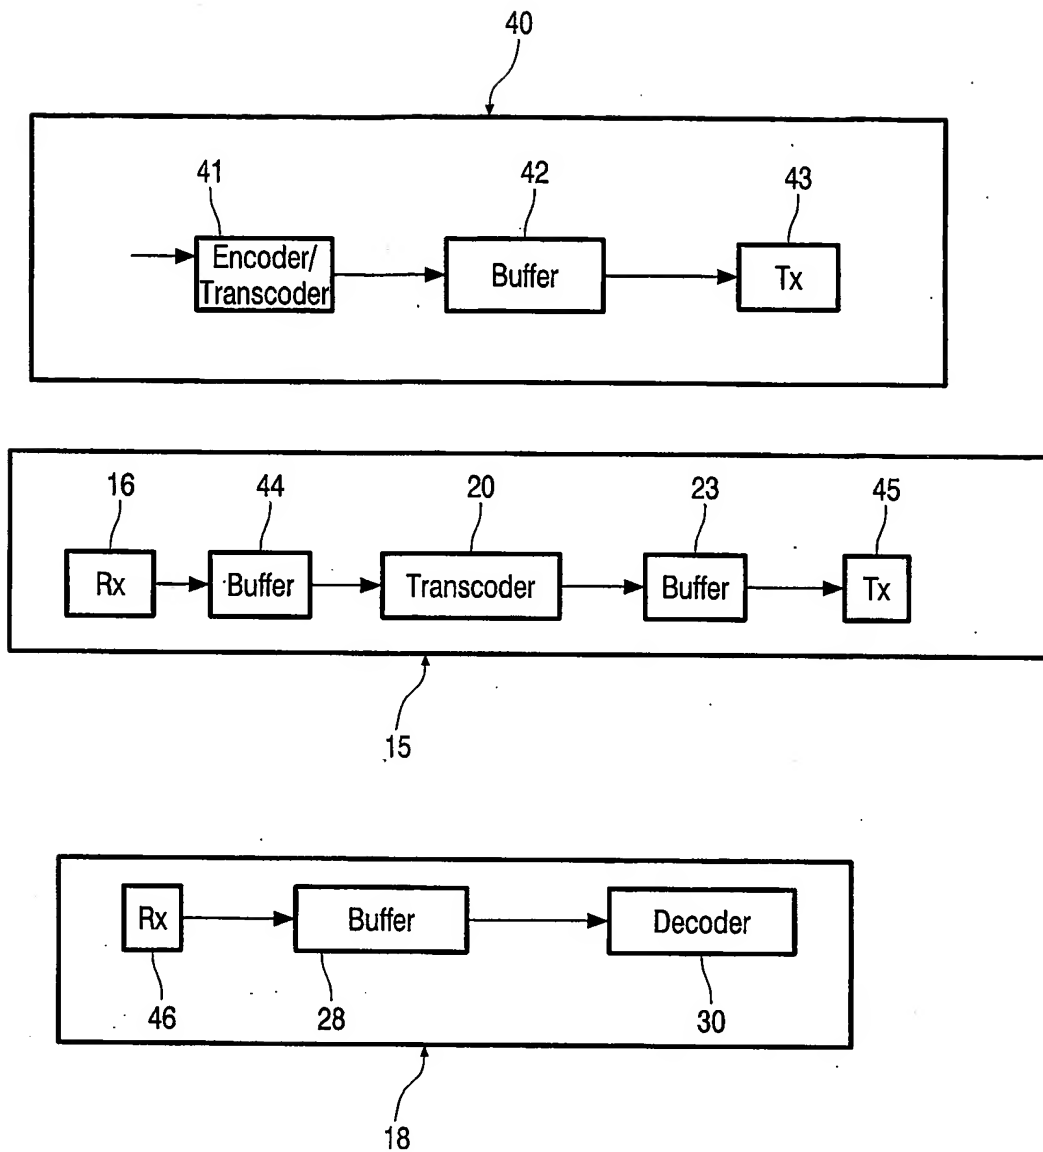 40
41
42
43
Encoder/
Transcoder
Buffer
Tx
16
44
20
23
45
Rx
Buffer
Transcoder
Buffer
Tx
15
Rx
Buffer
Decoder
46
28
30
18